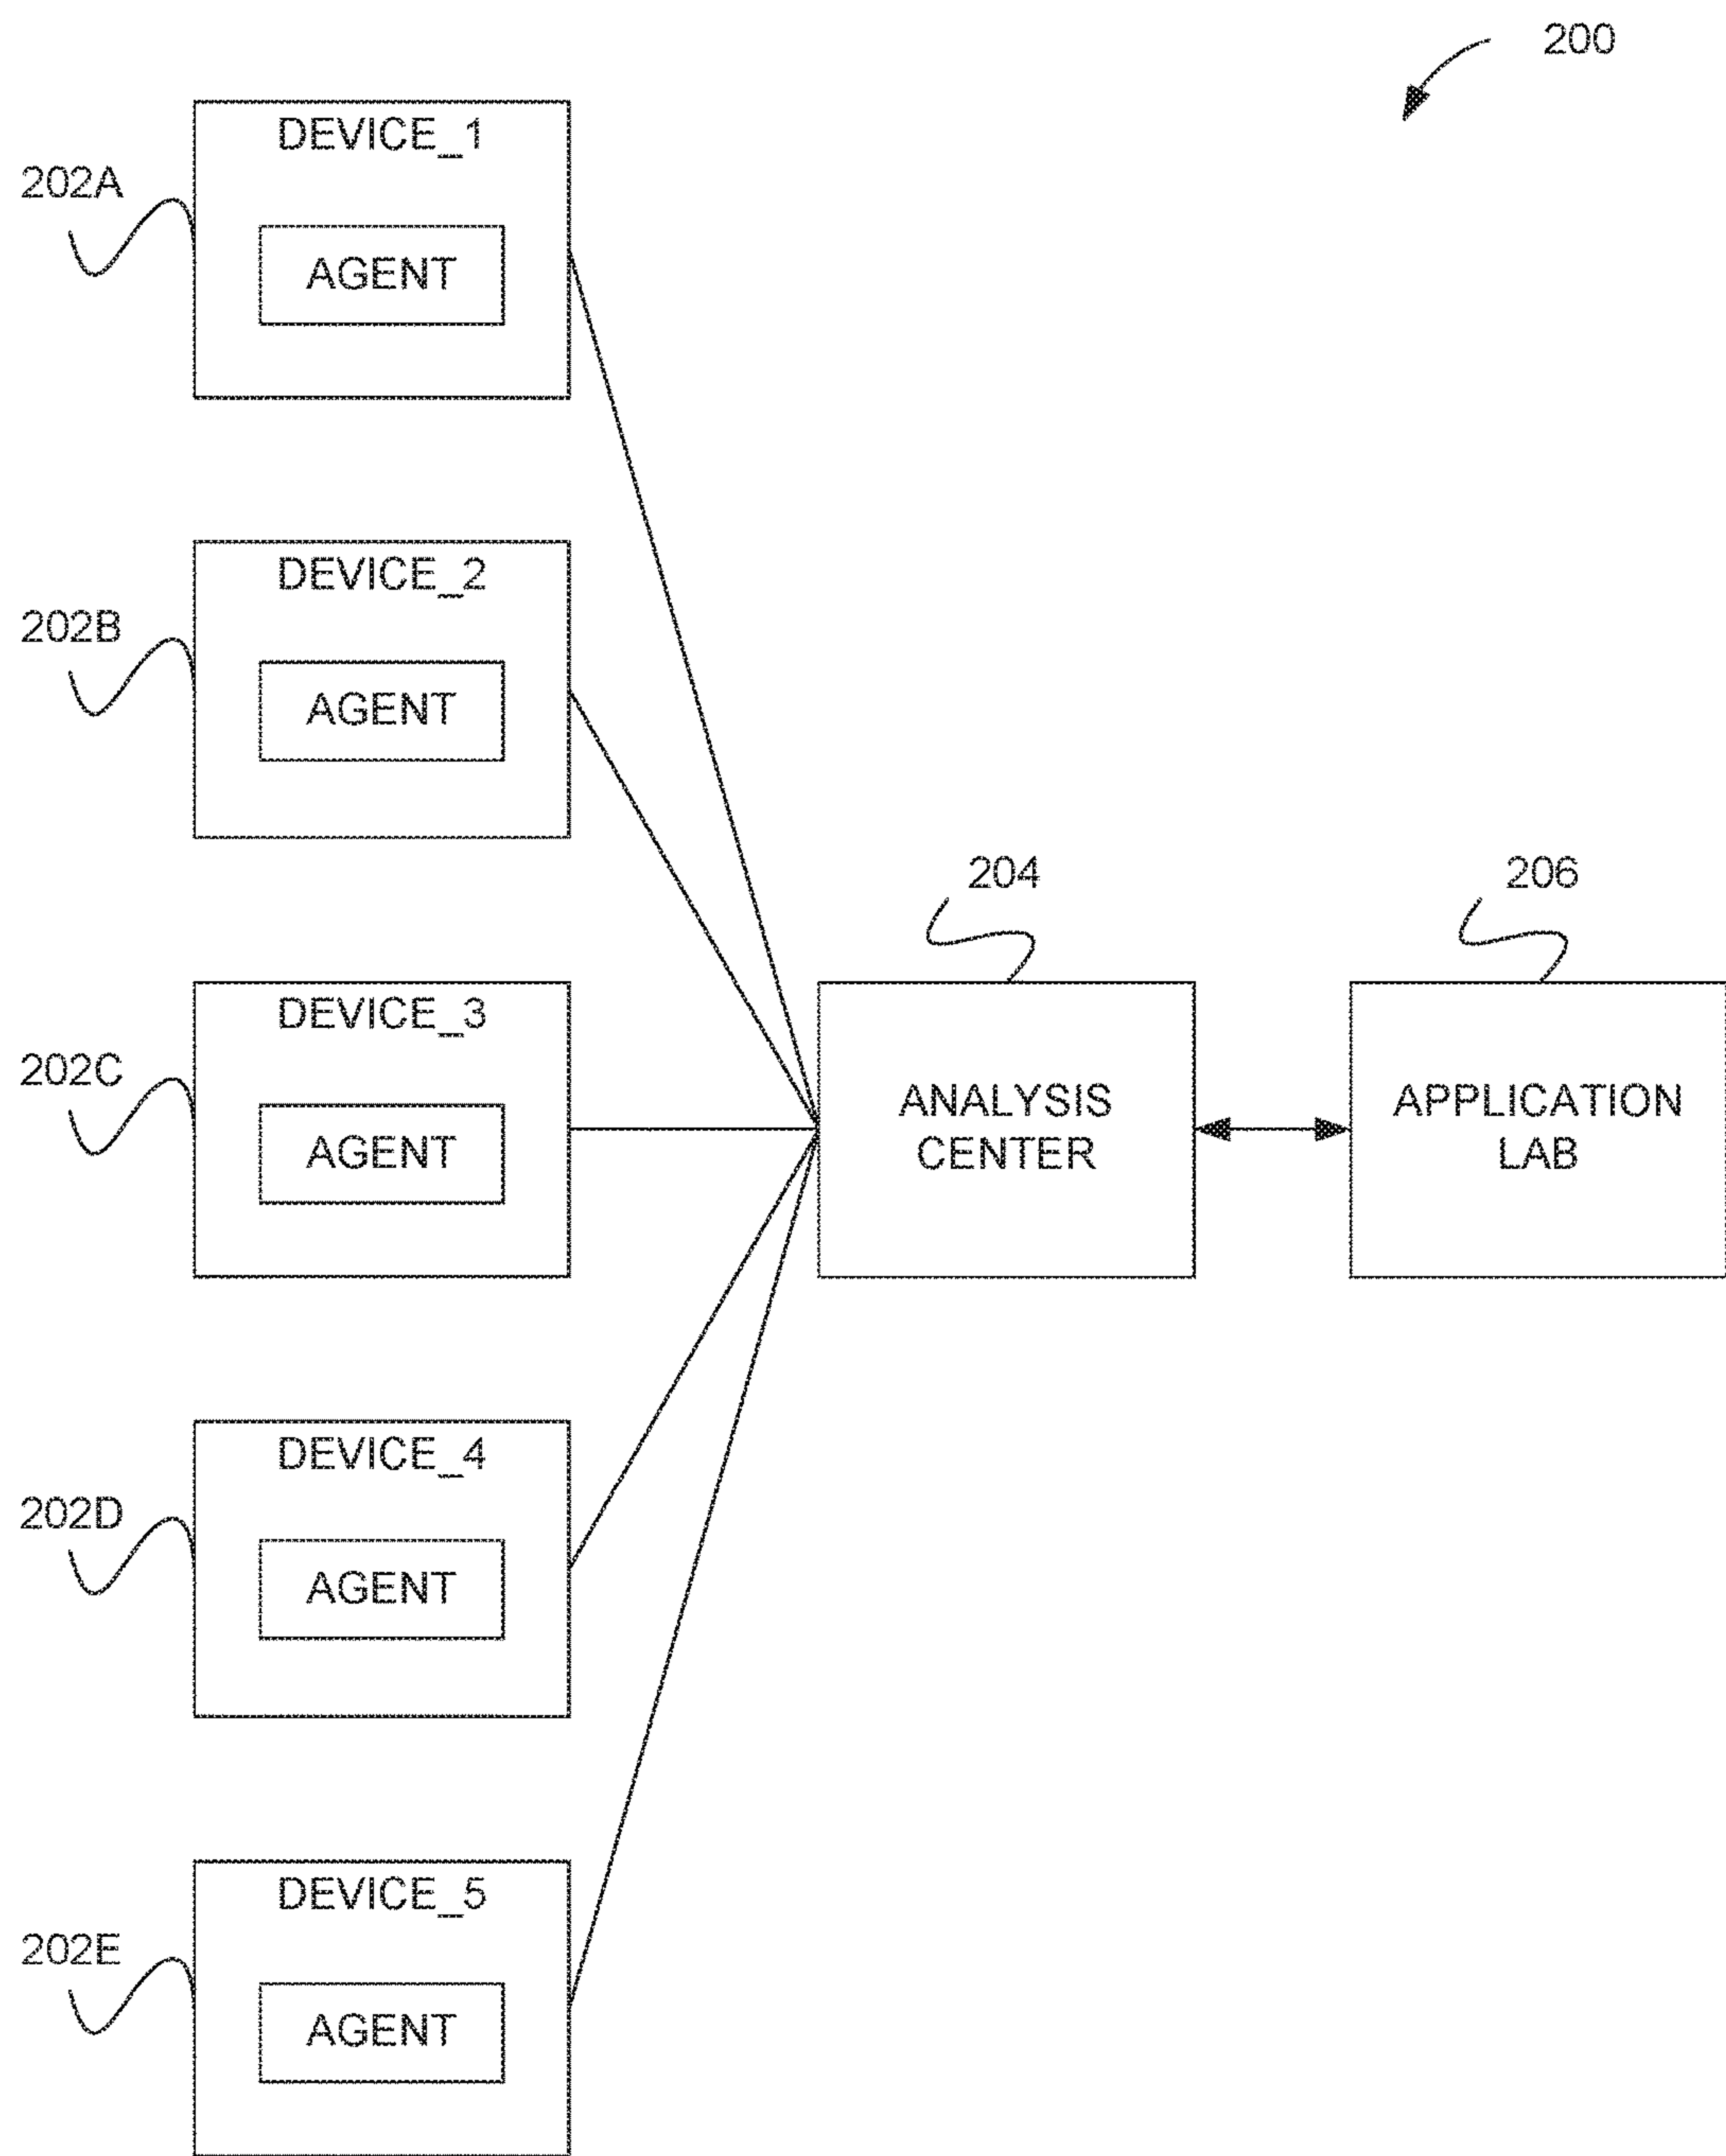 200
DEVICE_1
202A
AGENT
DEVICE_2
202B
AGENT
204
206
DEVICE_3
202C
AGENT
ANALYSIS
CENTER
APPLICATION
LAB
DEVICE_4
202D
AGENT
DEVICE_5
202E
AGENT